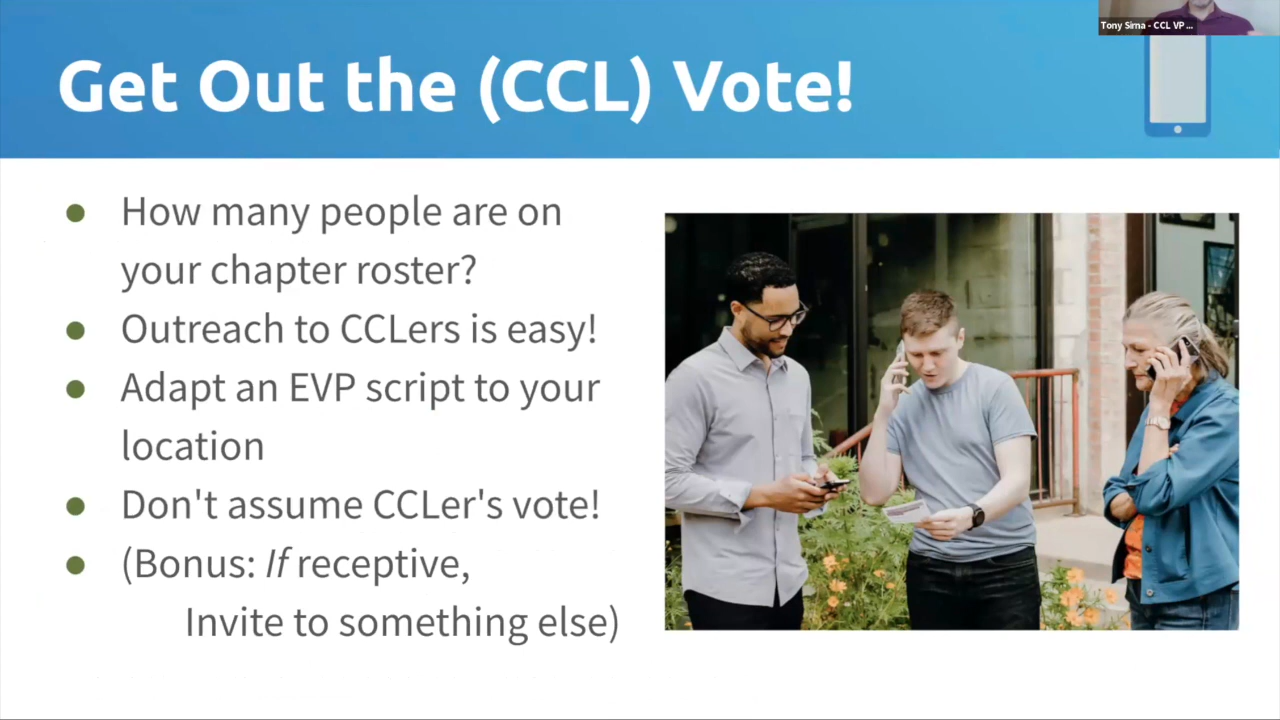 Tony Sirna - CCL VP ...
Get Out the (CCL) Vote!
How many people are on
your chapter roster?
Outreach to CCLers is easy!
Adapt an EVP script to your
location
Don't assume CCLer's vote!
(Bonus: If receptive,
Invite to something else)